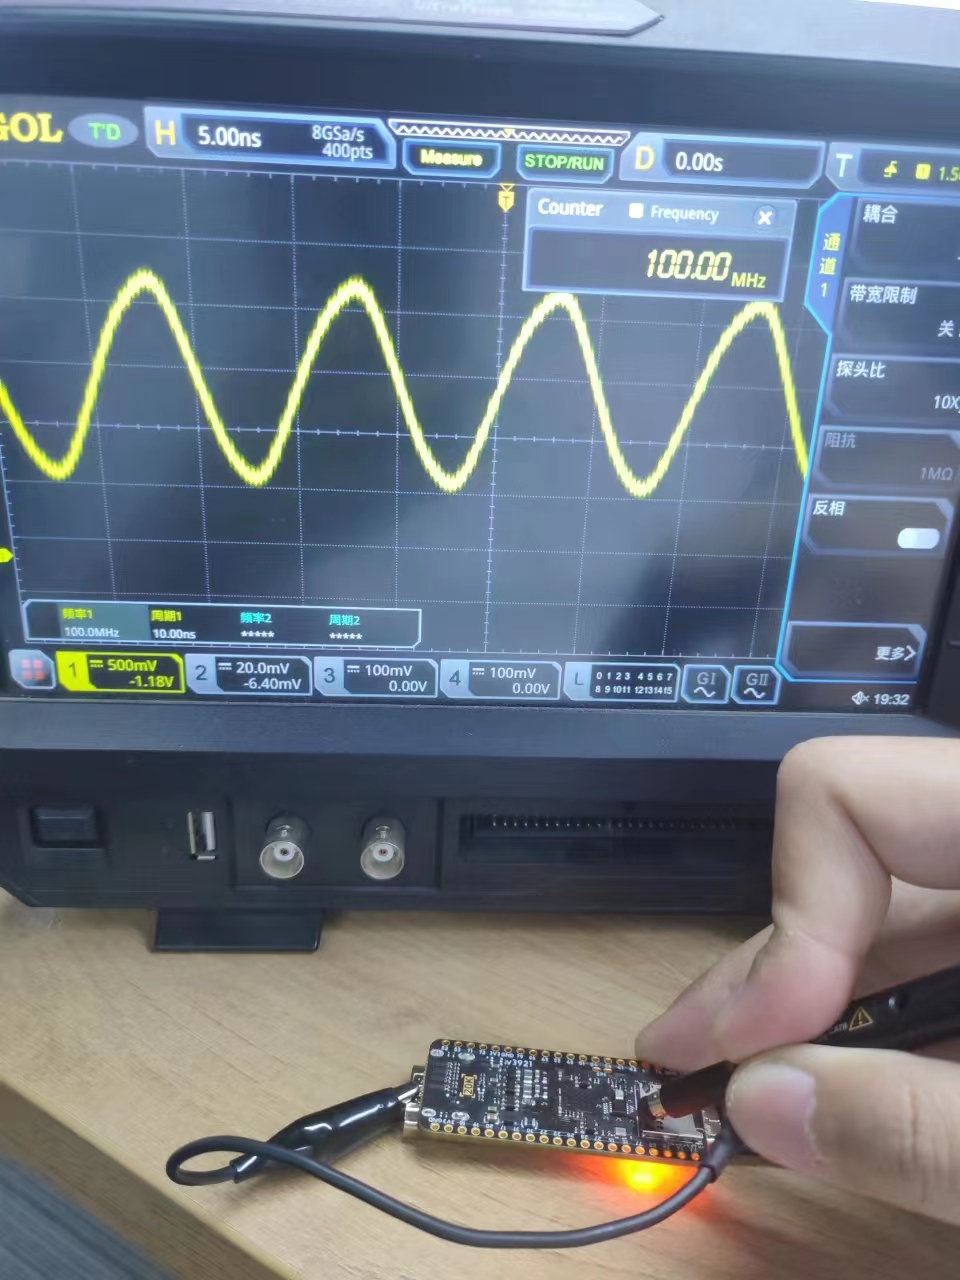 GOL T'D H 5.00ns 8GSa/s
400pts
Measure STOP/RUN D 0.00s T 1
T
Counter Frequency
100.00 MHz
通道1
耦合
带宽限制
关
探头比
10X
阻抗
1MΩ
反相
更多
频率1 周期1 频率2 周期2
100.0MHz 10.00ns ***** *****
1 500mV
-1.18V
2 20.0mV
-6.40mV
3 100mV
0.00V
4 100mV
0.00V
L 0 1 2 3 4 5 6 7
8 9 10 11 12 13 14 15
GI GII
19:32
3921
20K